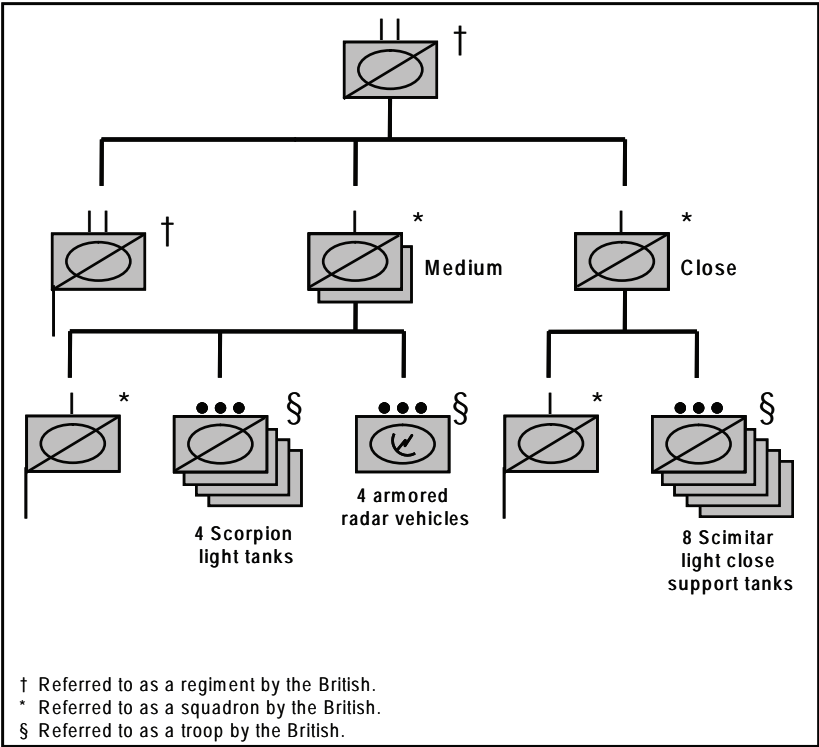 †
†
*
Medium
*
Close
*
§
§
*
§
4 Scorpion
light tanks
4 armored
radar vehicles
8 Scimitar
light close
support tanks
† Referred to as a regiment by the British.
* Referred to as a squadron by the British.
§ Referred to as a troop by the British.